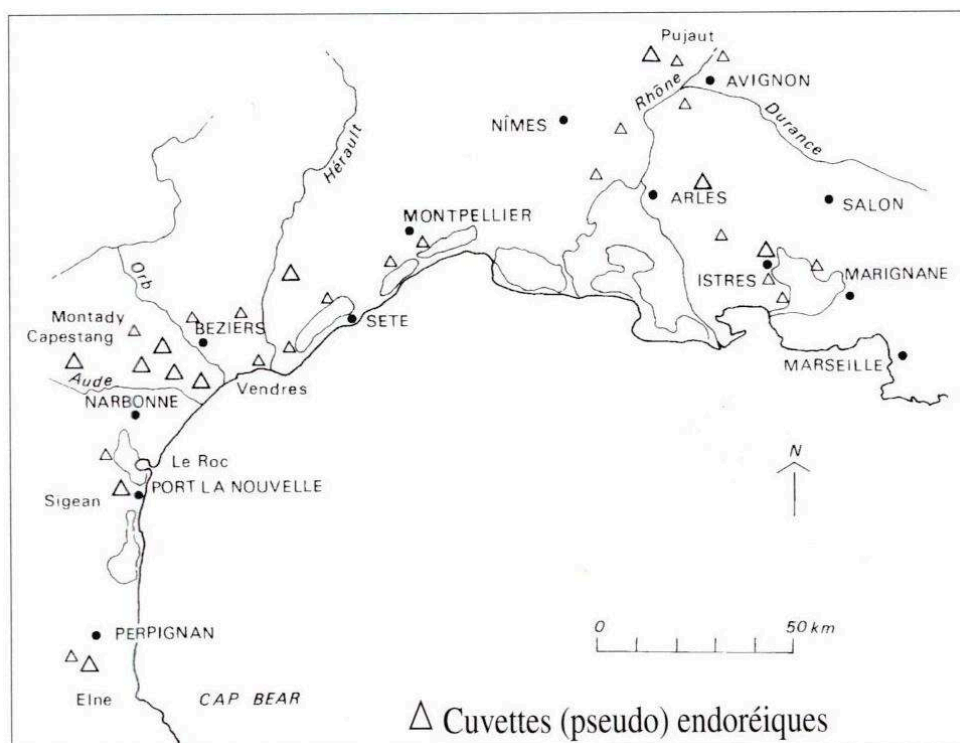 Pujaut
AVIGNON
Rhône
Durance
NÎMES
Hérault
ARLES
SALON
MONTPELLIER
Orb
ISTRES
MARIGNANE
Montady
Capestang
BEZIERS
SETE
MARSEILLE
Aude
Vendres
NARBONNE
Le Roc
N
Sigean
PORT LA NOUVELLE
0 50 km
PERPIGNAN
Elne
CAP BEAR
Cuvettes (pseudo) endoréiques